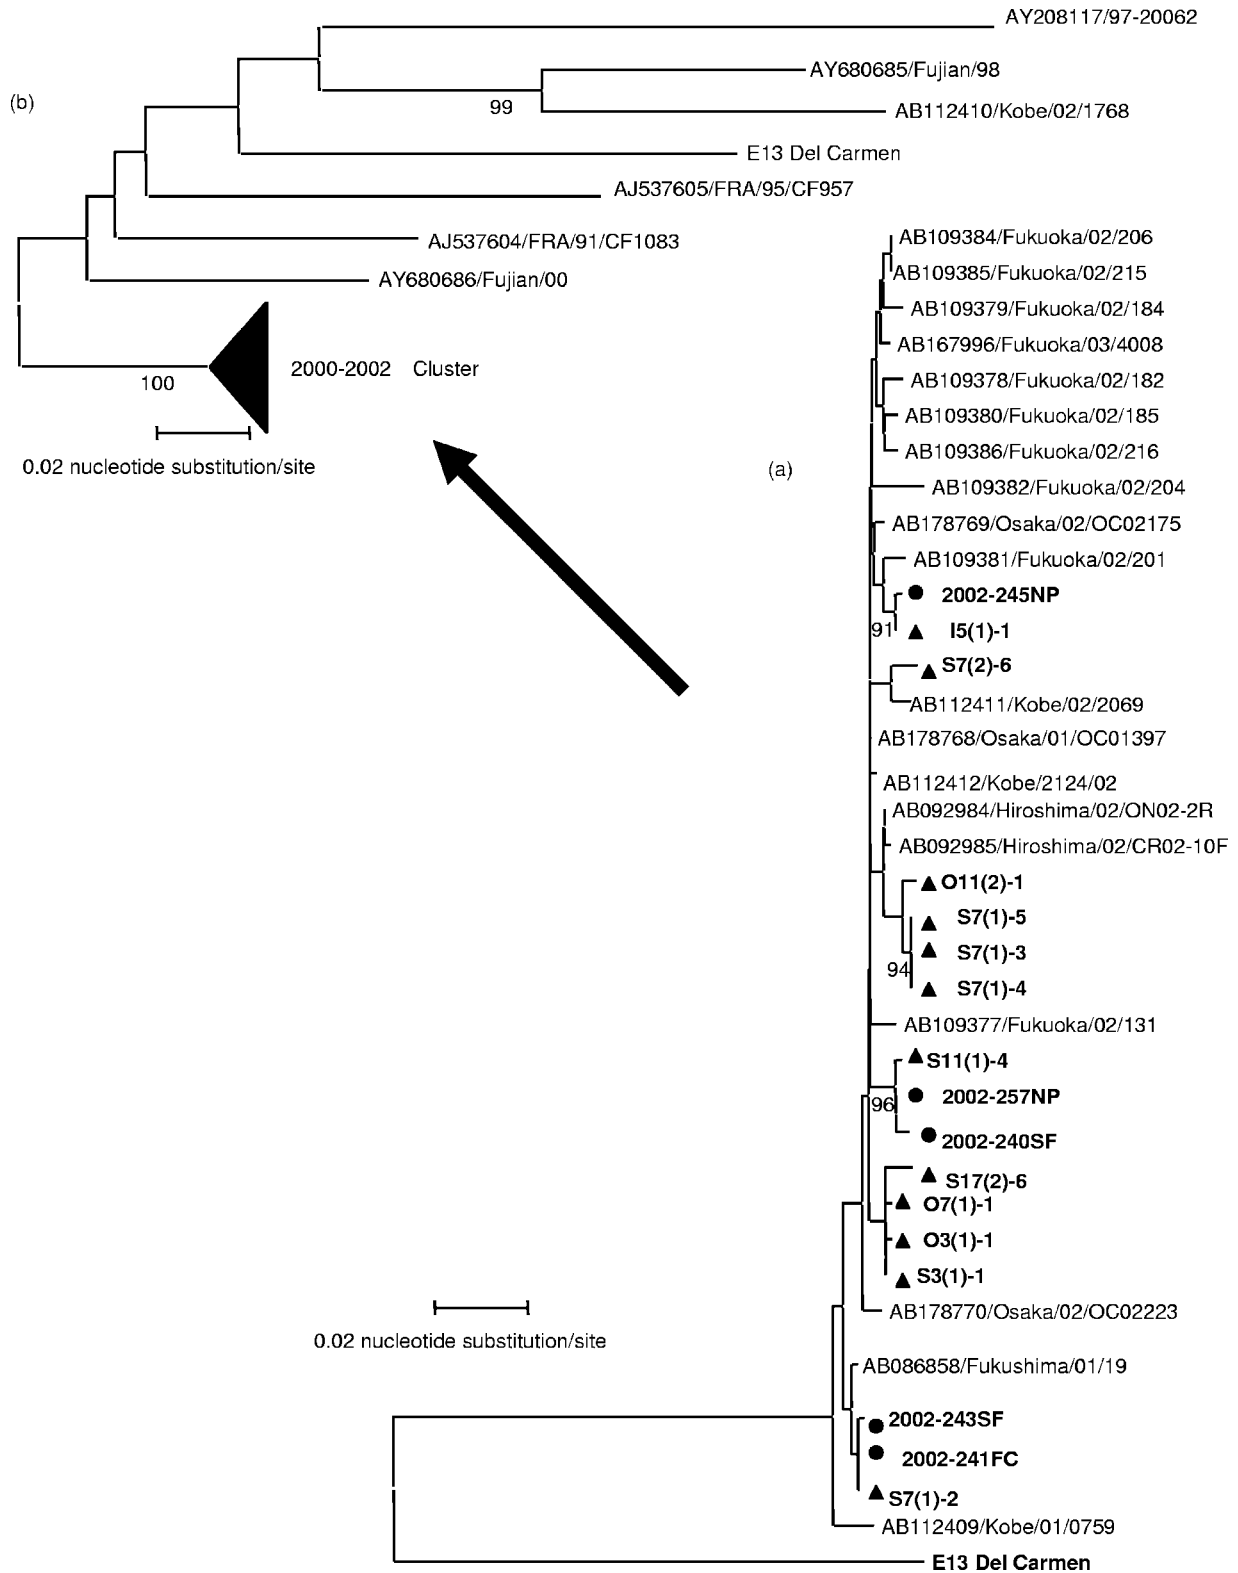 AY208117/97-20062
AY680685/Fujian/98
(b)
99
AB112410/Kobe/02/1768
E13 Del Carmen
AJ537605/FRA/95/CF957
AJ537604/FRA/91/CF1083
AY680686/Fujian/00
2000-2002 Cluster
100
0.02 nucleotide substitution/site
AB109384/Fukuoka/02/206
AB109385/Fukuoka/02/215
AB109379/Fukuoka/02/184
AB167996/Fukuoka/03/4008
AB109378/Fukuoka/02/182
AB109380/Fukuoka/02/185
AB109386/Fukuoka/02/216
(a)
AB109382/Fukuoka/02/204
AB178769/Osaka/02/OC02175
AB109381/Fukuoka/02/201
2002-245NP
91
I5(1)-1
S7(2)-6
AB112411/Kobe/02/2069
AB178768/Osaka/01/OC01397
AB112412/Kobe/2124/02
AB092984/Hiroshima/02/ON02-2R
AB092985/Hiroshima/02/CR02-10F
O11(2)-1
S7(1)-5
S7(1)-3
94
S7(1)-4
AB109377/Fukuoka/02/131
S11(1)-4
2002-257NP
96
2002-240SF
S17(2)-6
O7(1)-1
O3(1)-1
S3(1)-1
AB178770/Osaka/02/OC02223
0.02 nucleotide substitution/site
AB086858/Fukushima/01/19
2002-243SF
2002-241FC
S7(1)-2
AB112409/Kobe/01/0759
E13 Del Carmen